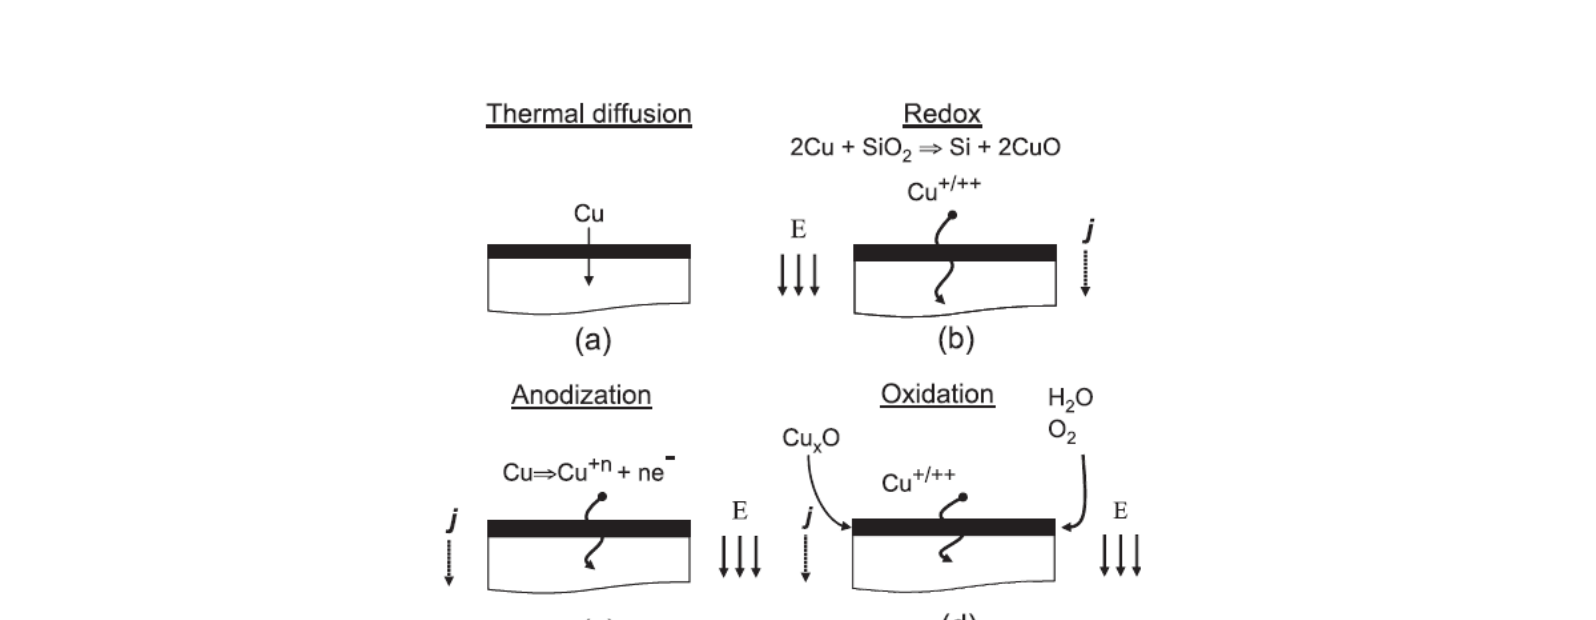 Thermal diffusion
Cu
(a)
Redox
2Cu + SiO₂ ⇒ Si + 2CuO
Cu⁺/⁺⁺
E
j
(b)
Anodization
Cu⇒Cu⁺ⁿ + ne⁻
j
E
Oxidation
H₂O
O₂
CuₓO
Cu⁺/⁺⁺
j
E
(d)